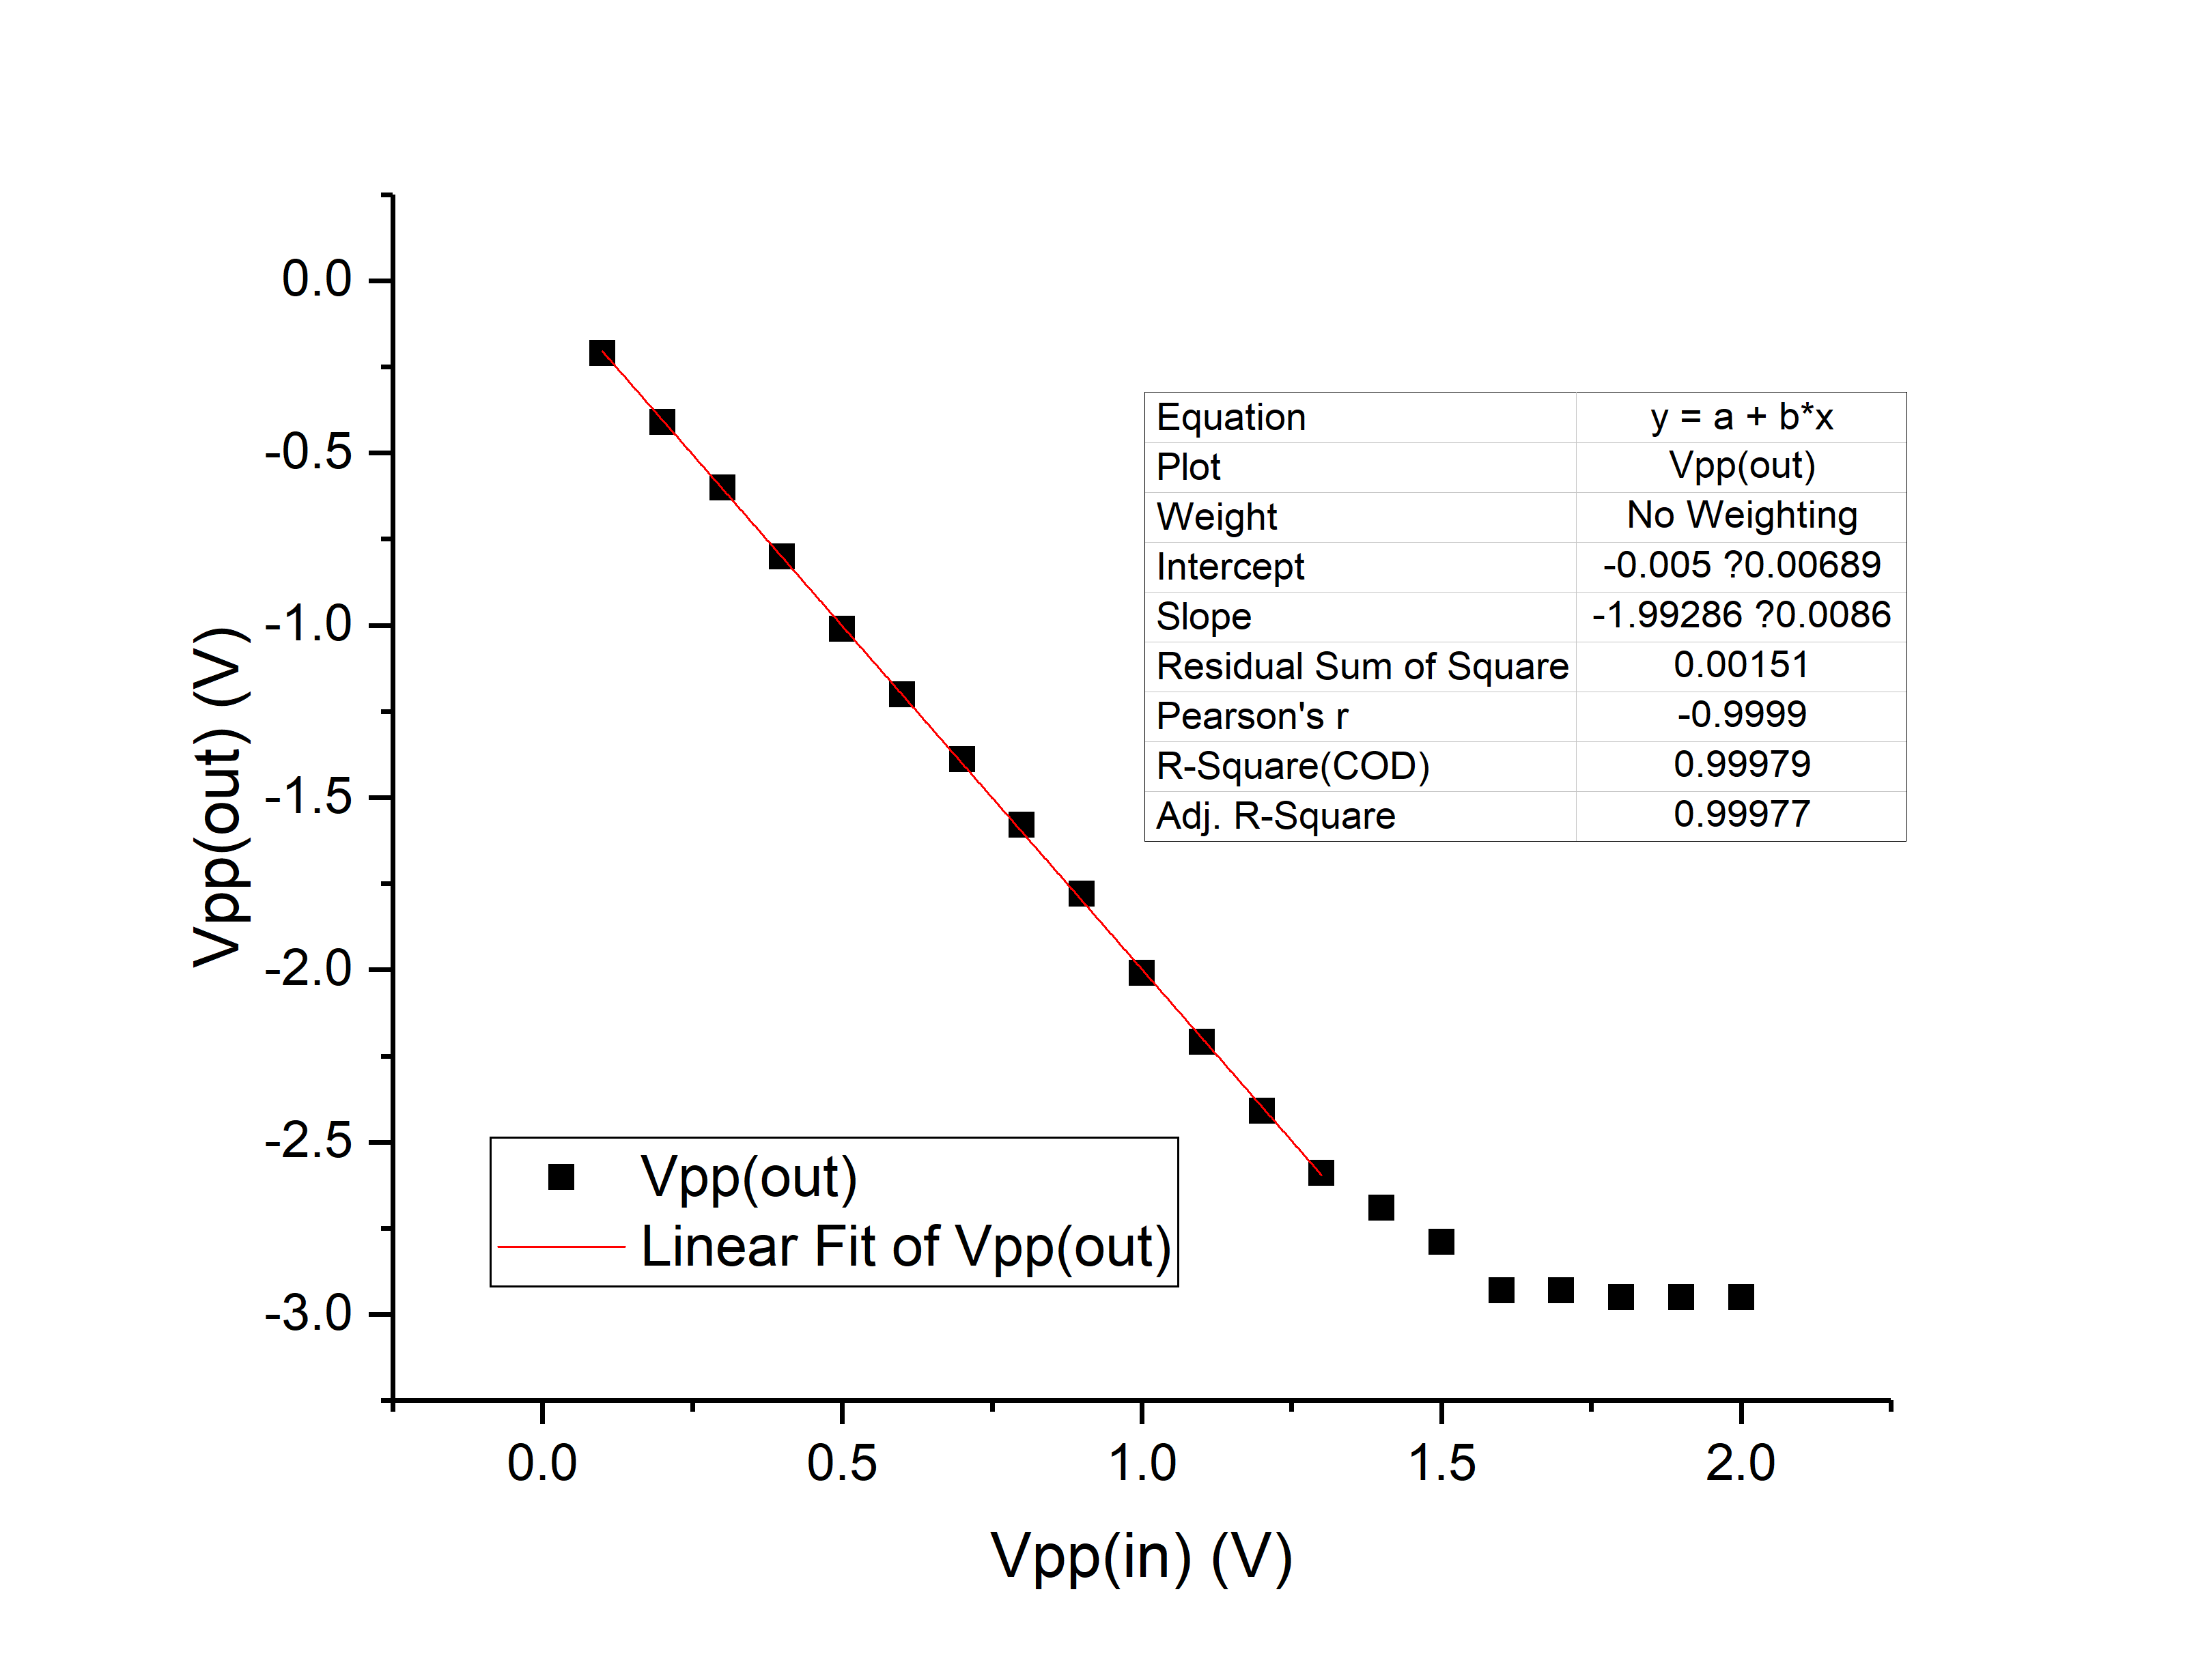 0.0
-0.5
-1.0
-1.5
-2.0
-2.5
-3.0
Vpp(out) (V)
Equation y = a + b*x
Plot Vpp(out)
Weight No Weighting
Intercept -0.005 ?0.00689
Slope -1.99286 ?0.0086
Residual Sum of Square 0.00151
Pearson's r -0.9999
R-Square(COD) 0.99979
Adj. R-Square 0.99977
Vpp(out)
Linear Fit of Vpp(out)
0.0 0.5 1.0 1.5 2.0
Vpp(in) (V)